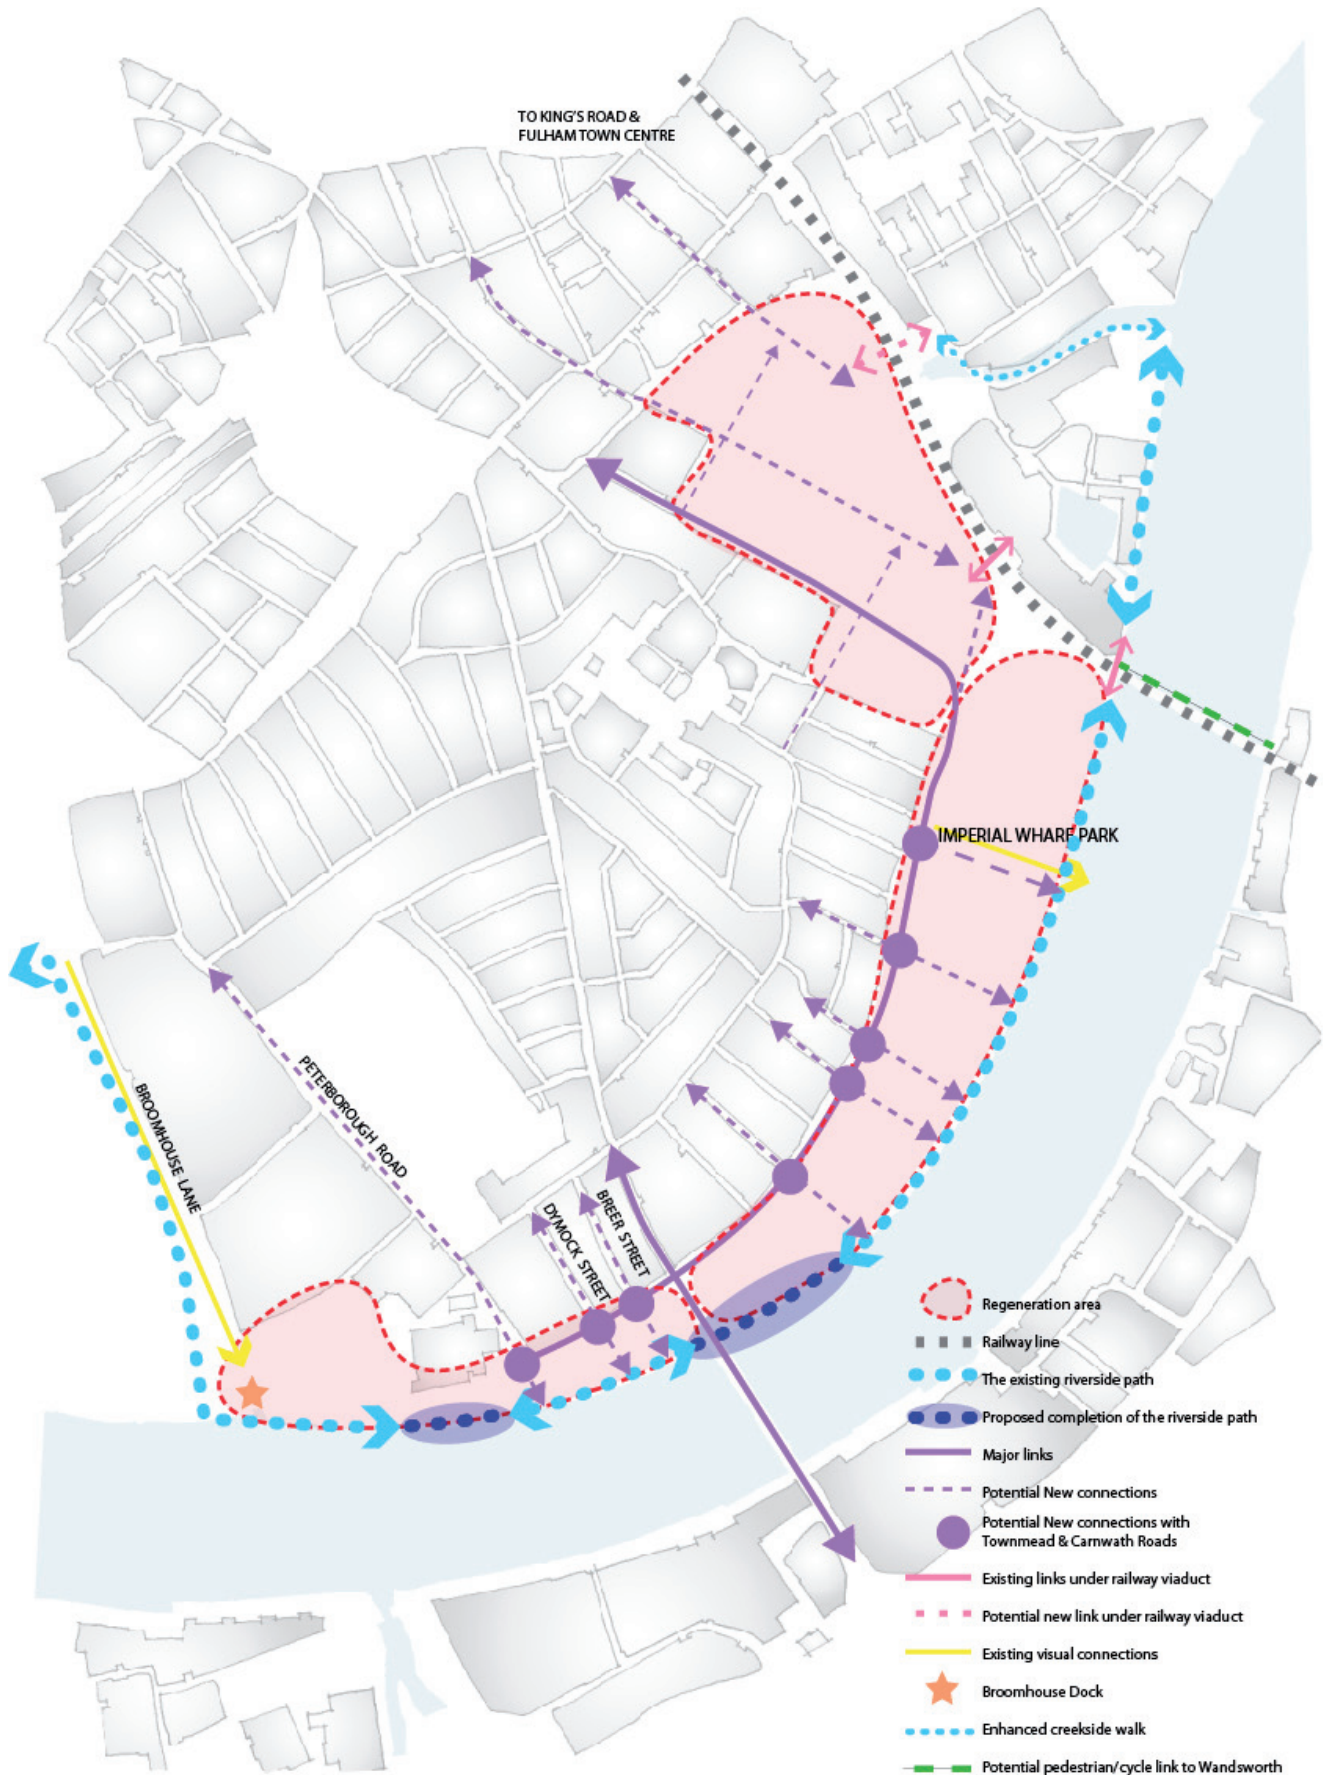 TO KING'S ROAD &
FULHAM TOWN CENTRE
IMPERIAL WHARF PARK
BROOMHOUSE LANE
PETERBOROUGH ROAD
DYMOCK STREET
BREER STREET
Regeneration area
Railway line
The existing riverside path
Proposed completion of the riverside path
Major links
Potential New connections
Potential New connections with
Townmead & Carnwath Roads
Existing links under railway viaduct
Potential new link under railway viaduct
Existing visual connections
Broomhouse Dock
Enhanced creekside walk
Potential pedestrian/cycle link to Wandsworth